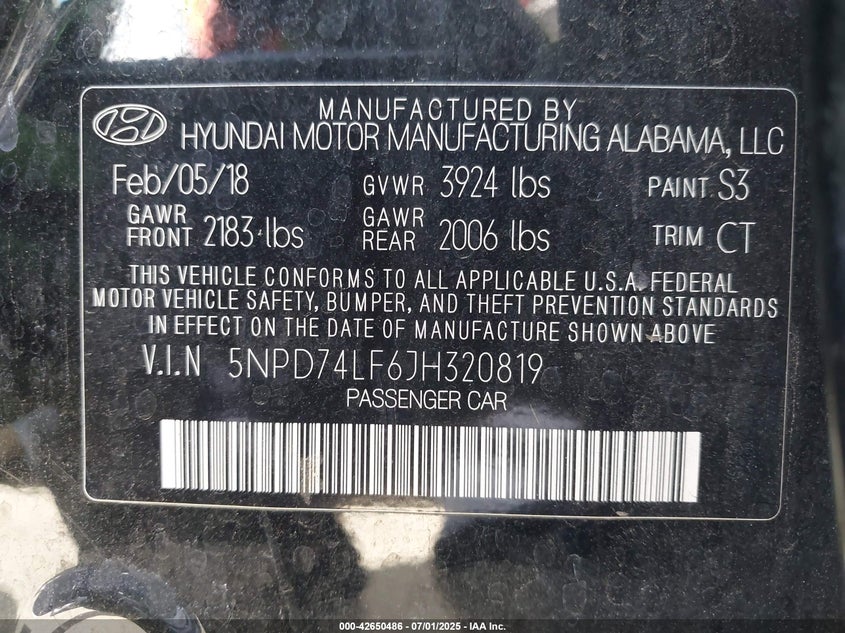 MANUFACTURED BY
HYUNDAI MOTOR MANUFACTURING ALABAMA, LLC
Feb/05/18 GVWR 3924 lbs PAINT S3
GAWR FRONT 2183 lbs GAWR REAR 2006 lbs TRIM CT
THIS VEHICLE CONFORMS TO ALL APPLICABLE U.S.A. FEDERAL
MOTOR VEHICLE SAFETY, BUMPER, AND THEFT PREVENTION STANDARDS
IN EFFECT ON THE DATE OF MANUFACTURE SHOWN ABOVE
V.I.N 5NPD74LF6JH320819
PASSENGER CAR
000-42650486 - 07/01/2025 - IAA Inc.